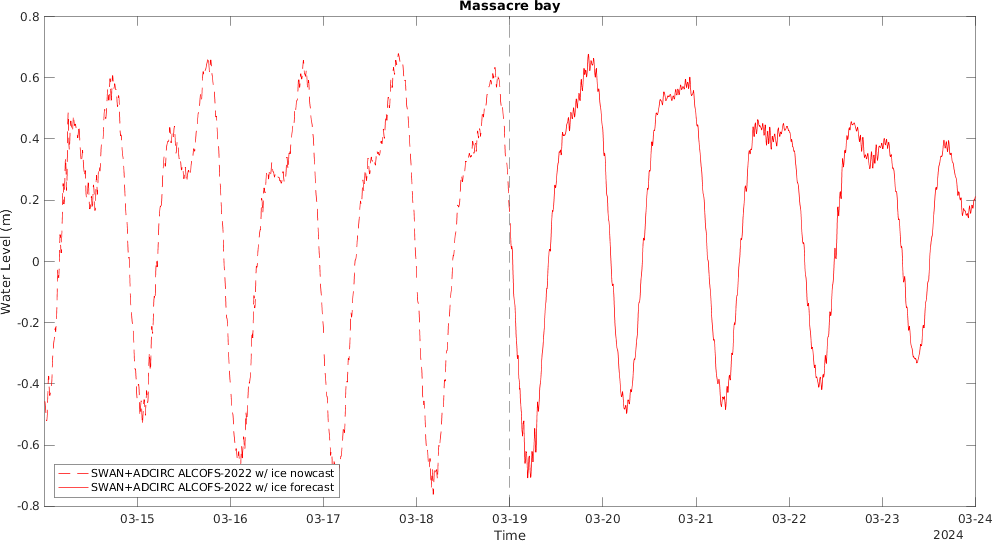 Massacre bay
0.8
0.6
0.4
0.2
0
-0.2
-0.4
-0.6
-0.8
Water Level (m)
SWAN+ADCIRC ALCOFS-2022 w/ ice nowcast
SWAN+ADCIRC ALCOFS-2022 w/ ice forecast
03-15 03-16 03-17 03-18 03-19 03-20 03-21 03-22 03-23 03-24
Time
2024